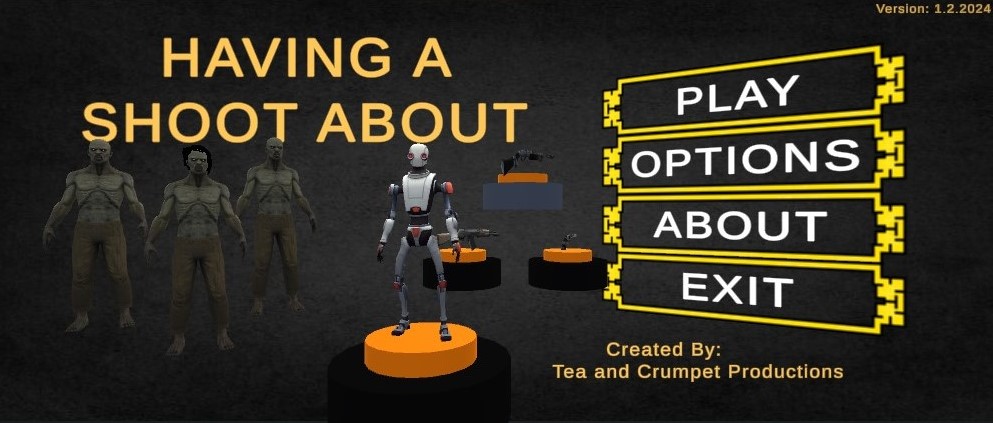 Version: 1.2.2024
HAVING A
SHOOT ABOUT
PLAY
OPTIONS
ABOUT
EXIT
Created By:
Tea and Crumpet Productions